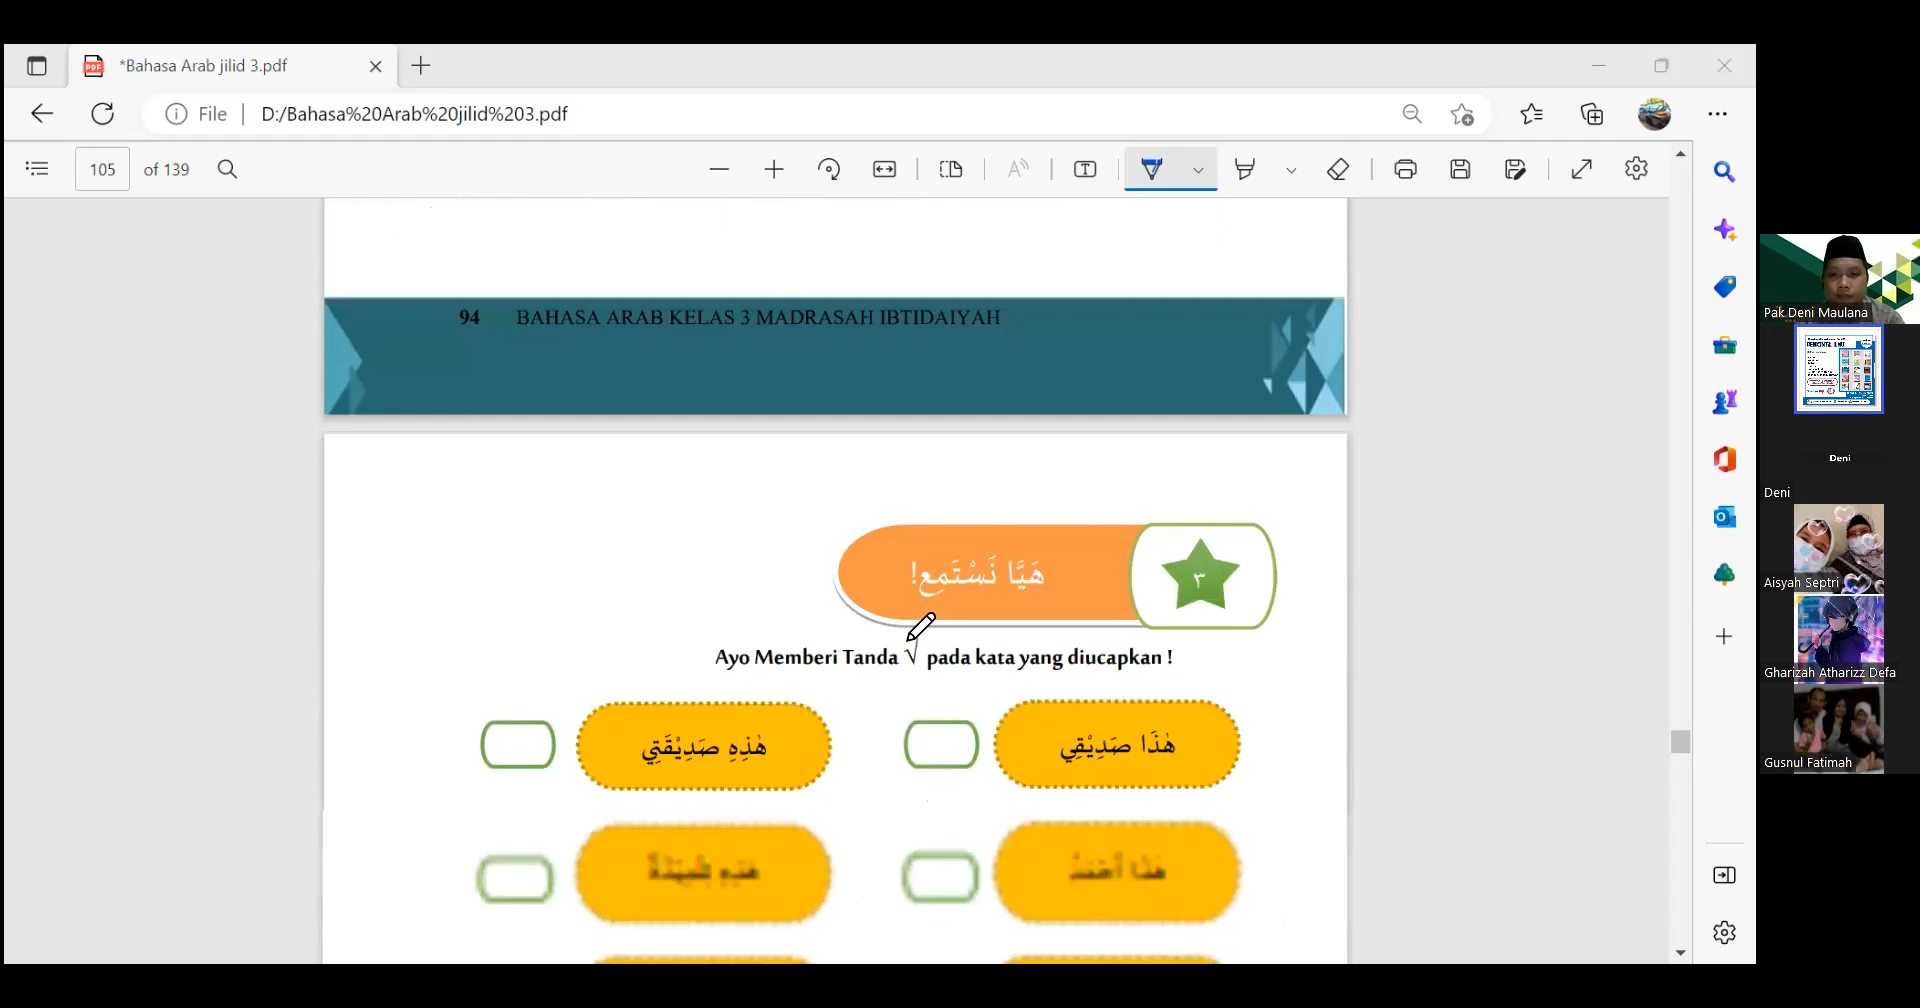 *Bahasa Arab jilid 3.pdf
File
D:/Bahasa%20Arab%20jilid%203.pdf
105 of 139
94 BAHASA ARAB KELAS 3 MADRASAH IBTIDAIYAH
٣
هَيَّا نَسْتَمِع!
Ayo Memberi Tanda √ pada kata yang diucapkan !
هٰذَا صَدِيْقِي
هٰذِهِ صَدِيْقَتِي
Pak Deni Maulana
Deni
Deni
Aisyah Septri
Gharizah Atharizz Defa
Gusnul Fatimah